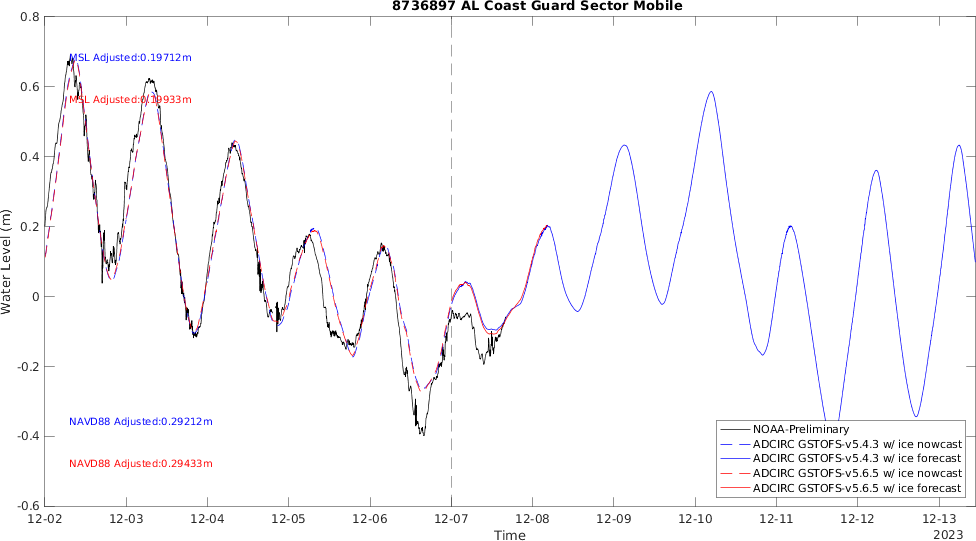 8736897 AL Coast Guard Sector Mobile
0.8
0.6
0.4
0.2
0
-0.2
-0.4
-0.6
Water Level (m)
MSL Adjusted:0.19712m
MSL Adjusted:0.19933m
NAVD88 Adjusted:0.29212m
NAVD88 Adjusted:0.29433m
NOAA-Preliminary
ADCIRC GSTOFS-v5.4.3 w/ ice nowcast
ADCIRC GSTOFS-v5.4.3 w/ ice forecast
ADCIRC GSTOFS-v5.6.5 w/ ice nowcast
ADCIRC GSTOFS-v5.6.5 w/ ice forecast
12-02 12-03 12-04 12-05 12-06 12-07 12-08 12-09 12-10 12-11 12-12 12-13
Time
2023